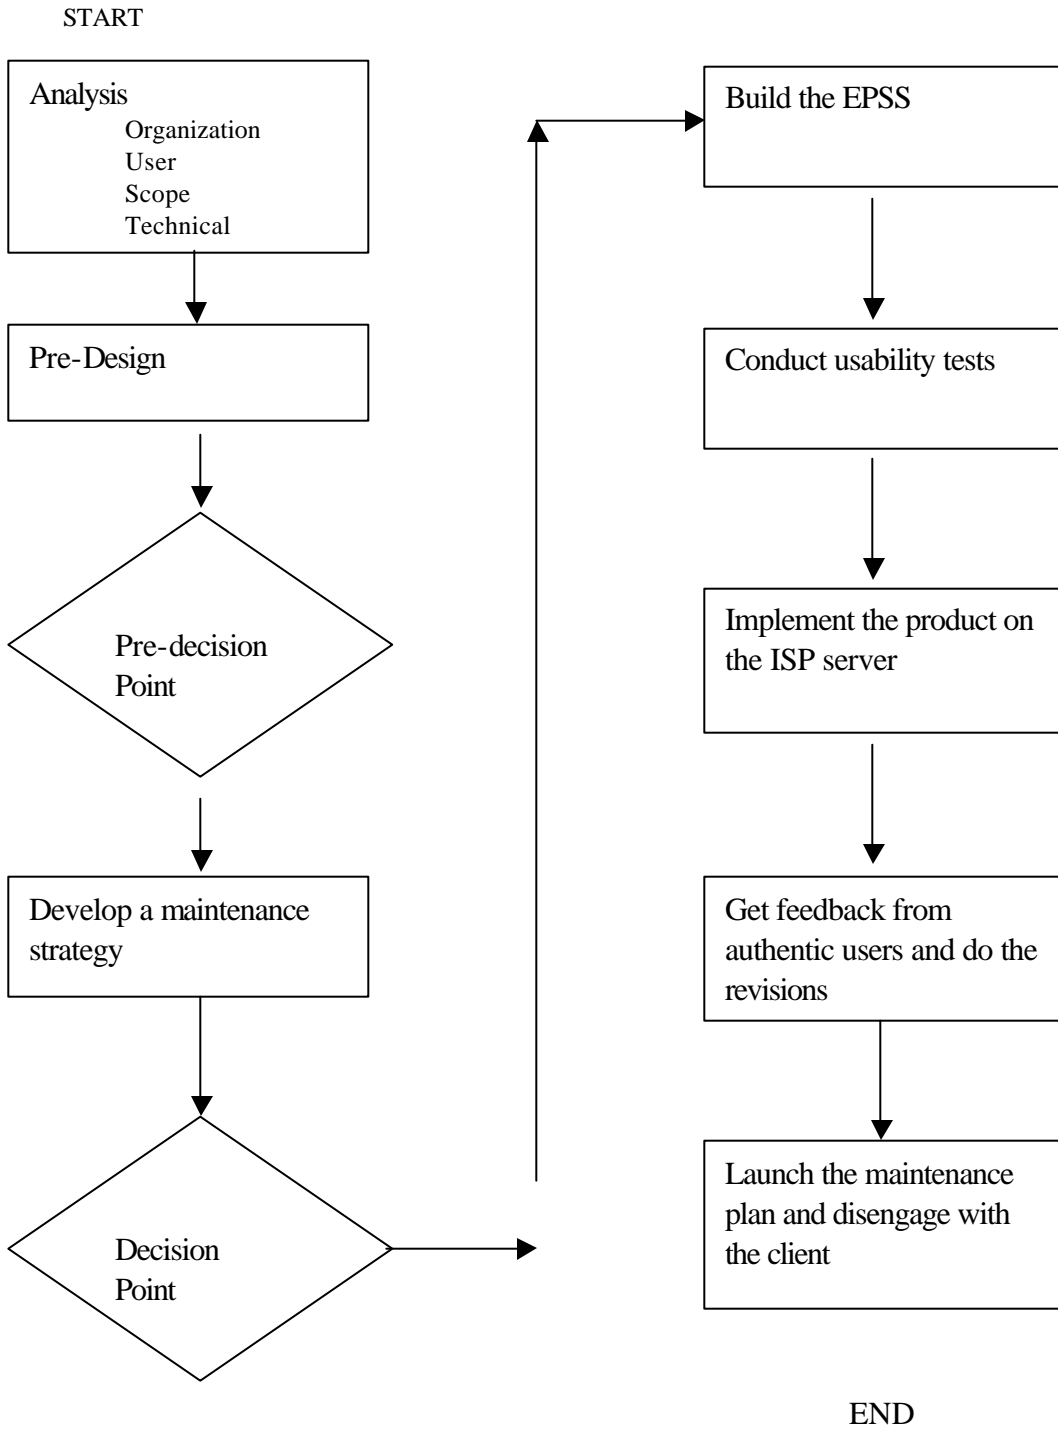 START
Analysis
Organization
User
Scope
Technical
Pre-Design
Pre-decision
Point
Develop a maintenance
strategy
Decision
Point
Build the EPSS
Conduct usability tests
Implement the product on
the ISP server
Get feedback from
authentic users and do the
revisions
Launch the maintenance
plan and disengage with
the client
END